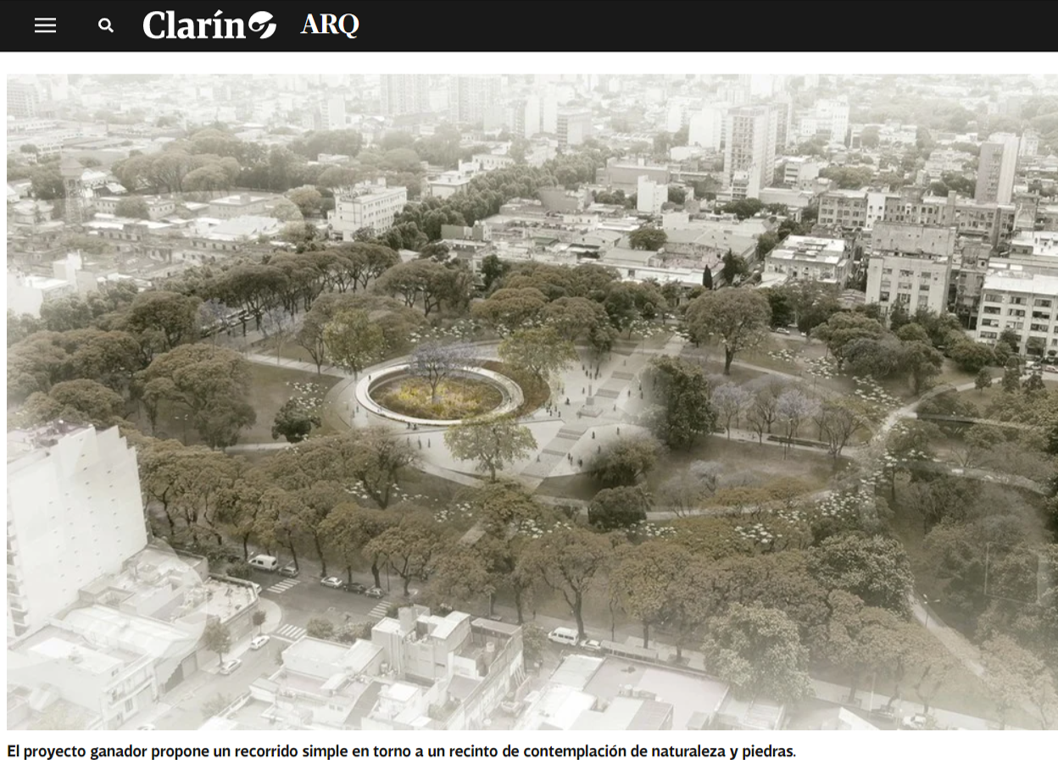 Clarín ARQ
El proyecto ganador propone un recorrido simple en torno a un recinto de contemplación de naturaleza y piedras.